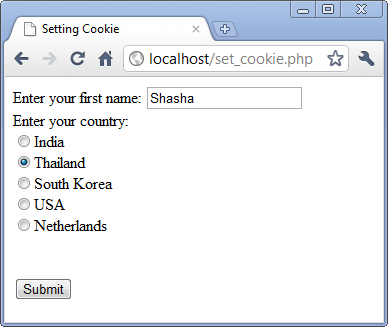 Setting Cookie
localhost/set_cookie.php
Enter your first name: Shasha
Enter your country:
India
Thailand
South Korea
USA
Netherlands
Submit